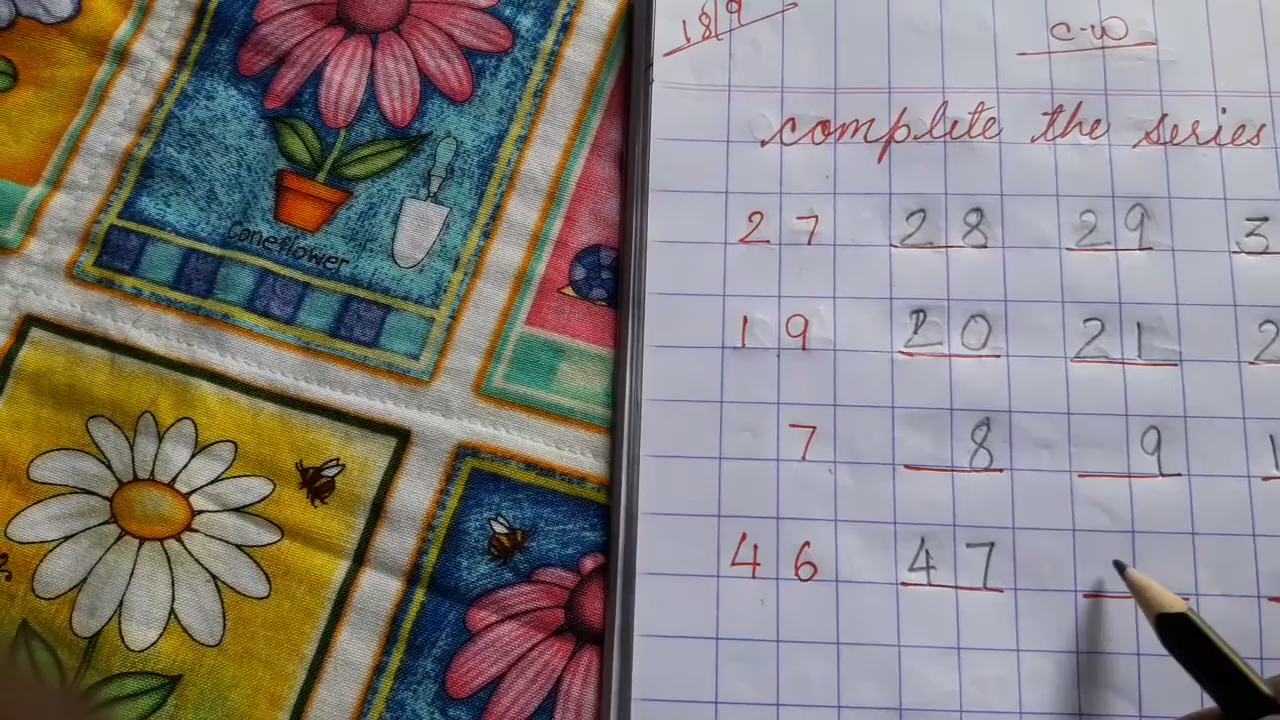 18/9
C.W
complete the series
Coneflower
27 28 29 3
19 20 21 2
7 8 9 1
46 47